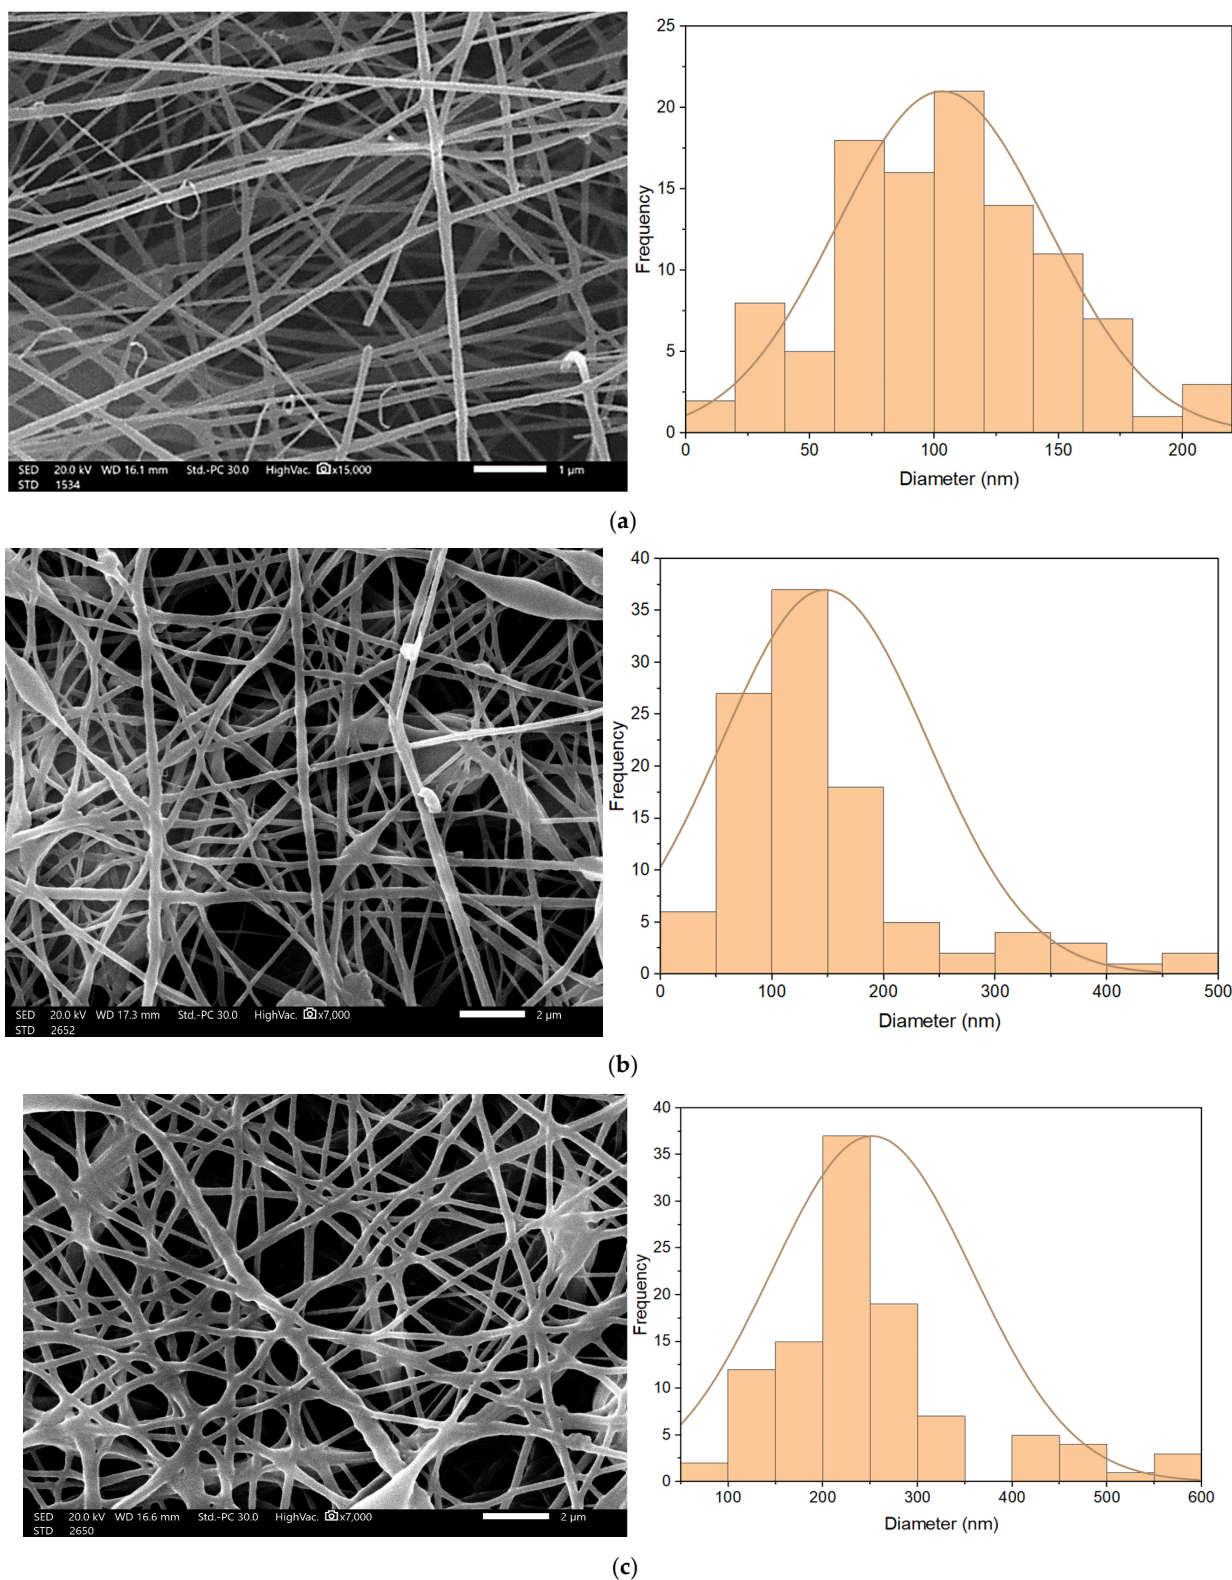 25
20
15
10
5
0
Frequency
0 50 100 150 200
Diameter (nm)
SED 20.0 kV WD 16.1 mm Std.-PC 30.0 HighVac. x15,000 1 µm
STD 1534
(a)
40
35
30
25
20
15
10
5
0
Frequency
0 100 200 300 400 500
Diameter (nm)
SED 20.0 kV WD 17.3 mm Std.-PC 30.0 HighVac. x7,000 2 µm
STD 2652
(b)
40
35
30
25
20
15
10
5
0
Frequency
100 200 300 400 500 600
Diameter (nm)
SED 20.0 kV WD 16.6 mm Std.-PC 30.0 HighVac. x7,000 2 µm
STD 2650
(c)